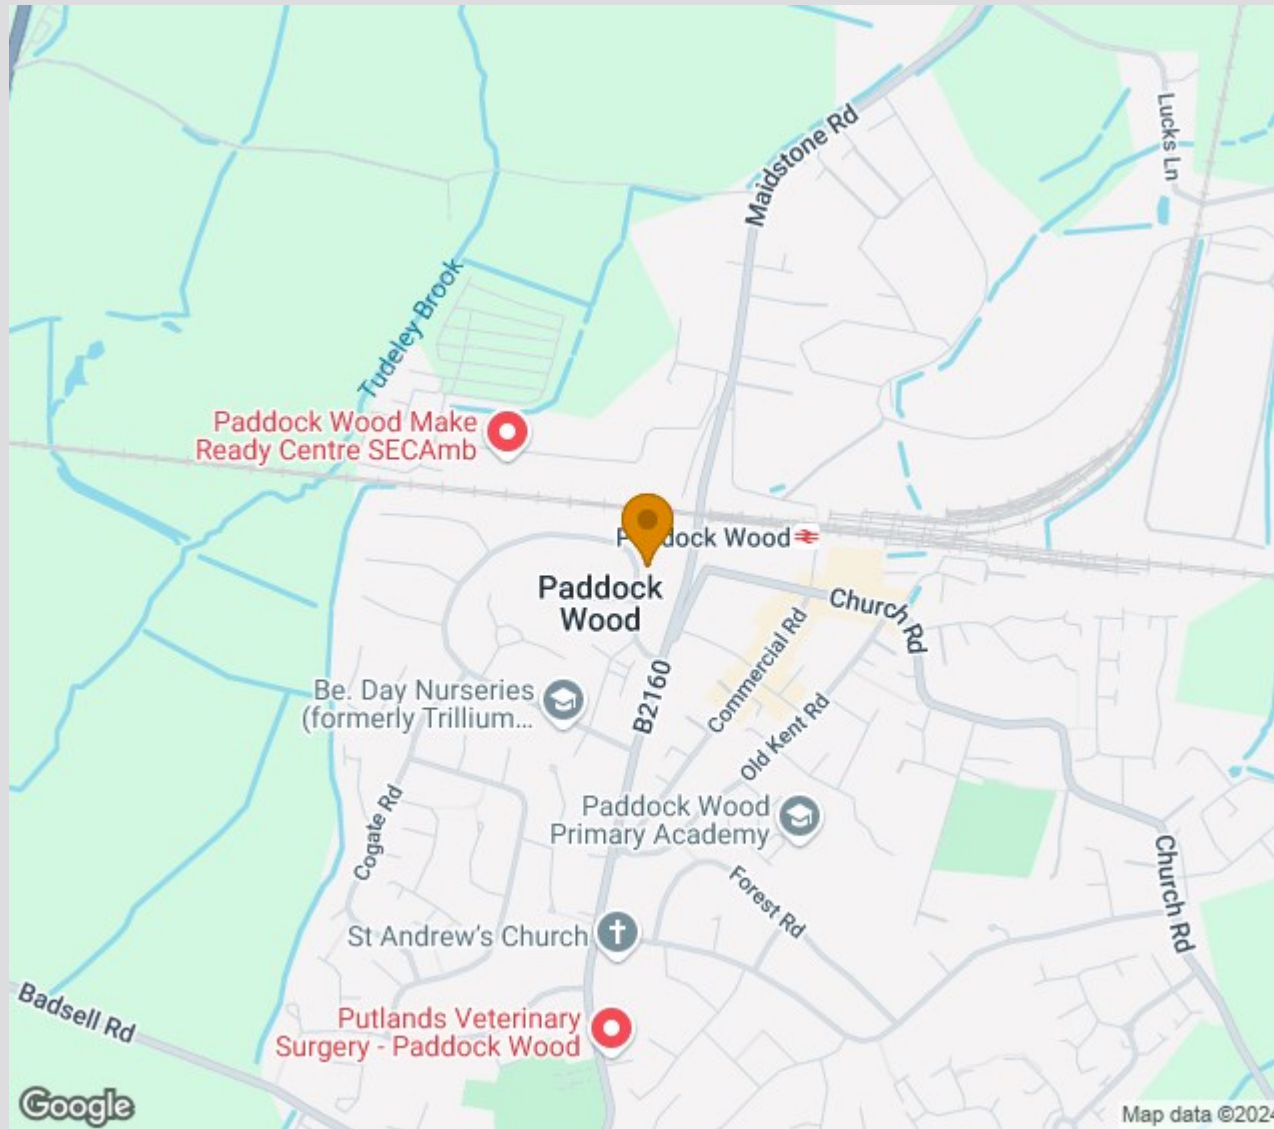 Maidstone Rd
Lucks Ln
Tudeley Brook
Paddock Wood Make
Ready Centre SECAmb
Paddock Wood
Paddock
Wood
Church Rd
Commercial Rd
Be. Day Nurseries
(formerly Trillium...
B2160
Old Kent Rd
Paddock Wood
Primary Academy
Cogate Rd
Forest Rd
Church Rd
St Andrew's Church
Badsell Rd
Putlands Veterinary
Surgery - Paddock Wood
Google
Map data ©2024